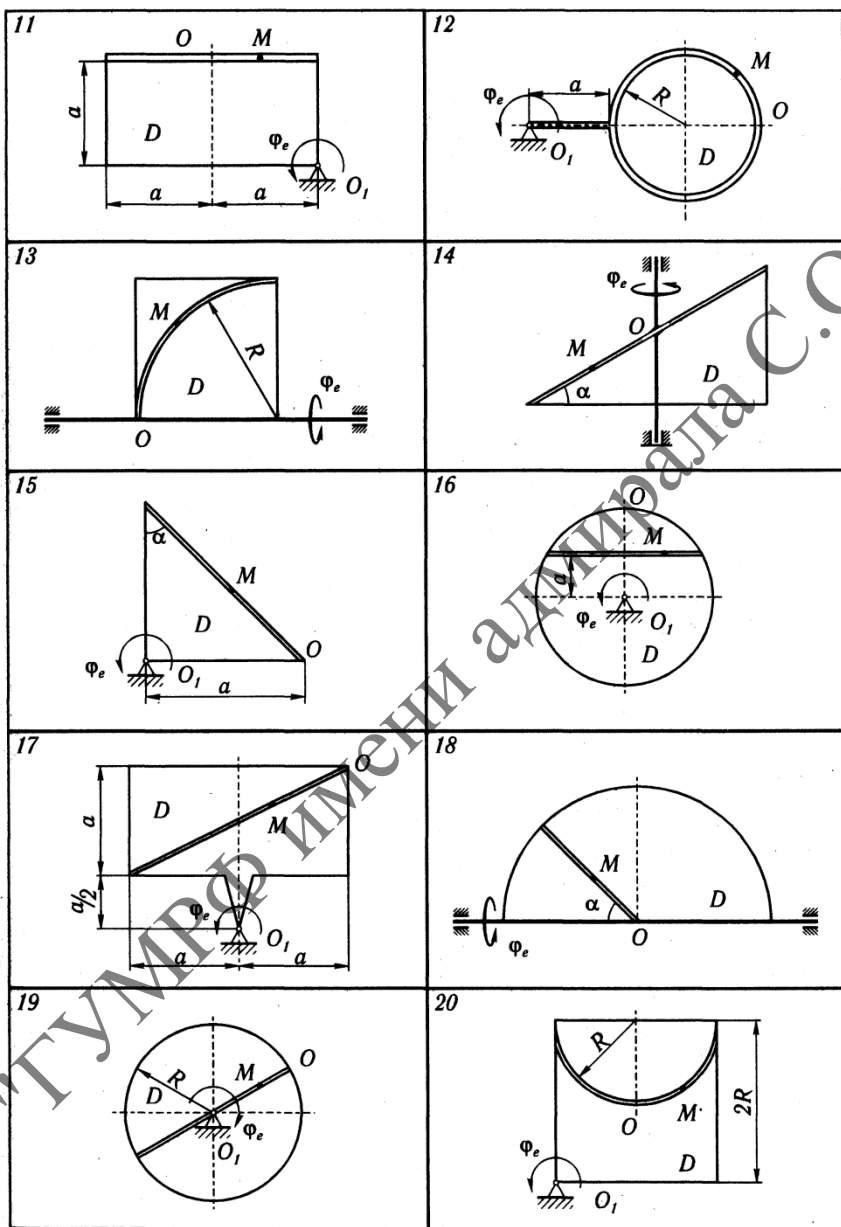 11
O M
a
D
φe
O1
a a
12
a
R
M
φe
O
O1
D
13
M
R
D
φe
O
14
φe
O
M
α
D
15
α
M
D
O
φe
O1
a
16
O
M
a
φe
O1
D
17
O
a
D
M
a/2
φe
O1
a a
18
M
α
D
φe
O
19
O
R
M
D
φe
O1
20
R
2R
O
M
φe
D
O1
"ГУМРФ имени адмирала С.О